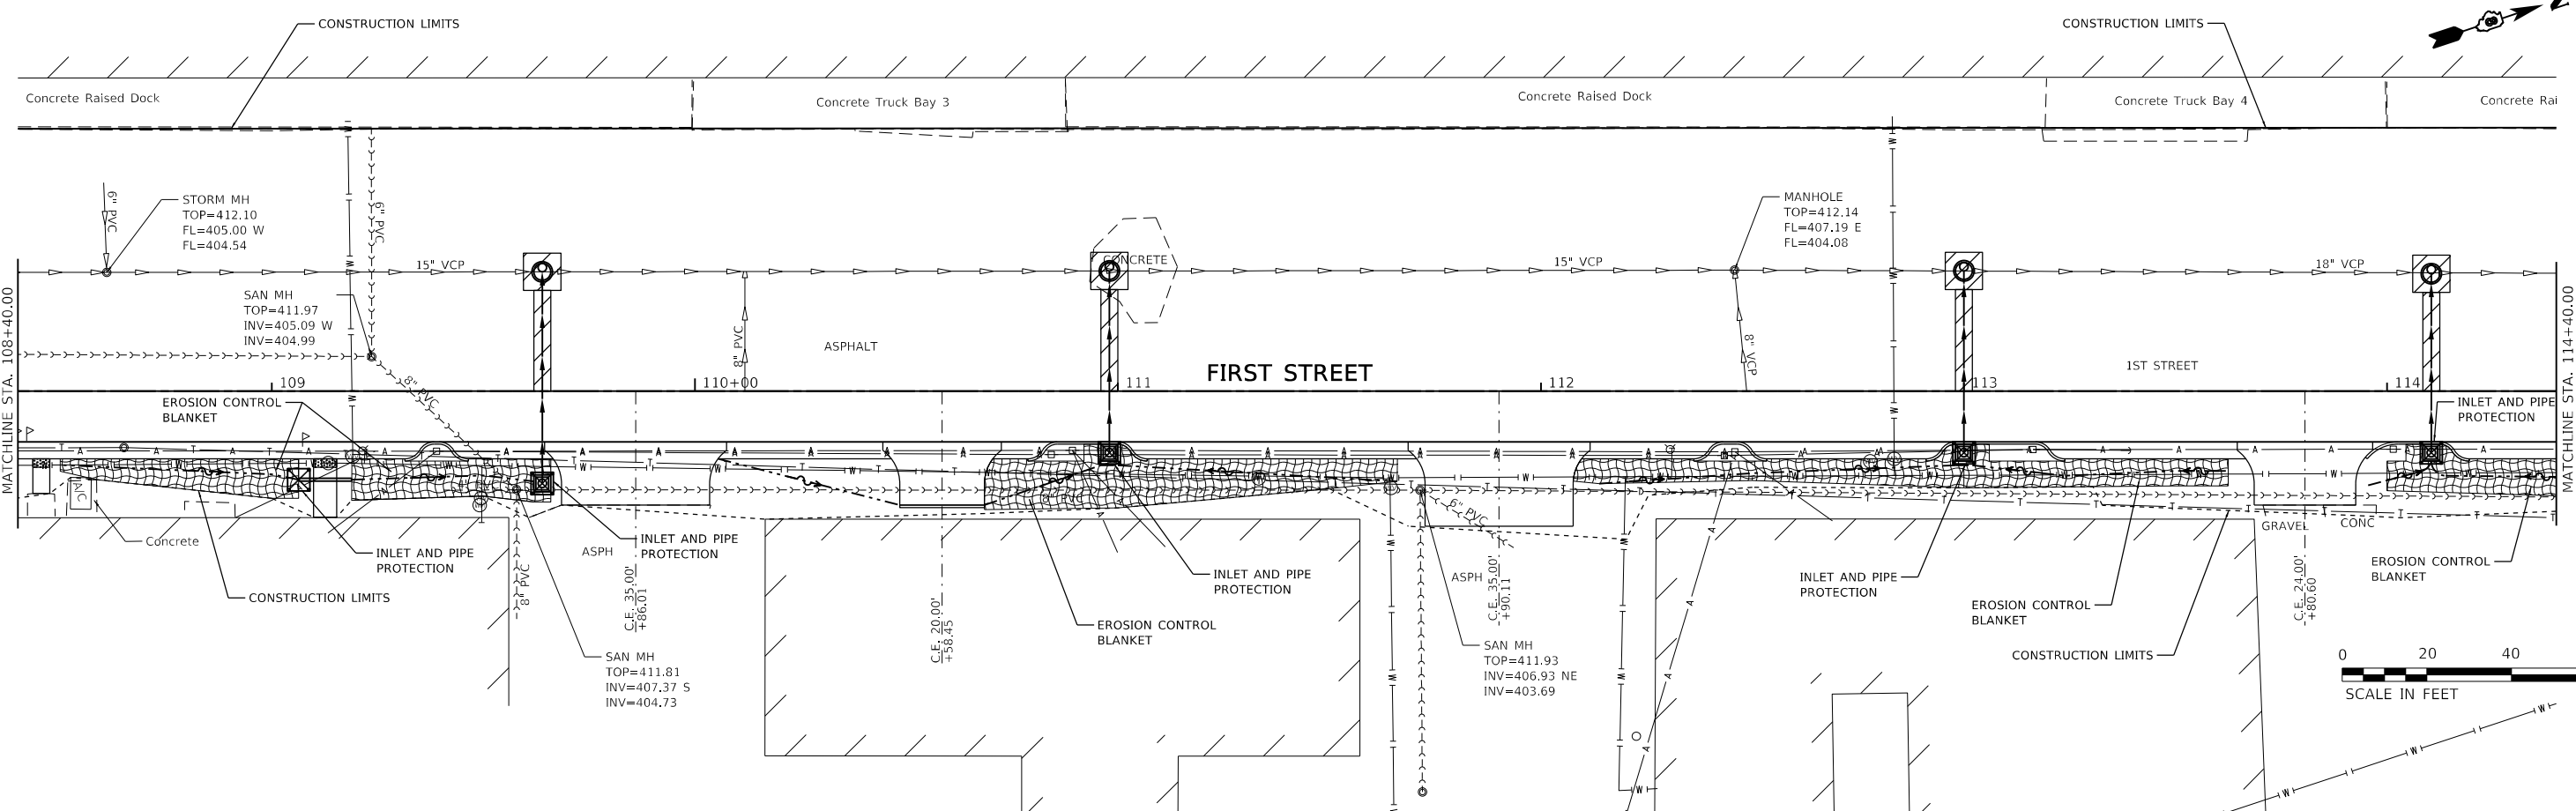 CONSTRUCTION LIMITS
CONSTRUCTION LIMITS
Z
Concrete Raised Dock
Concrete Truck Bay 3
Concrete Raised Dock
Concrete Truck Bay 4
Concrete Rai
6" PVC
STORM MH
TOP=412.10
FL=405.00 W
FL=404.54
6" PVC
MANHOLE
TOP=412.14
FL=407.19 E
FL=404.08
15" VCP
CONCRETE
15" VCP
18" VCP
MATCHLINE STA. 108+40.00
SAN MH
TOP=411.97
INV=405.09 W
INV=404.99
8" PVC
ASPHALT
8" VCP
8" PVC
FIRST STREET
1ST STREET
MATCHLINE STA. 114+40.00
109
110+00
111
112
113
114
EROSION CONTROL
BLANKET
INLET AND PIPE
PROTECTION
A/C
Concrete
INLET AND PIPE
PROTECTION
CONSTRUCTION LIMITS
8" PVC
ASPH
INLET AND PIPE
PROTECTION
C.E. 35.00'
+86.01
C.E. 20.00'
+58.45
SAN MH
TOP=411.81
INV=407.37 S
INV=404.73
EROSION CONTROL
BLANKET
INLET AND PIPE
PROTECTION
6" PVC
ASPH
C.E. 35.00'
+90.11
SAN MH
TOP=411.93
INV=406.93 NE
INV=403.69
INLET AND PIPE
PROTECTION
EROSION CONTROL
BLANKET
CONSTRUCTION LIMITS
GRAVEL
CONC
C.E. 24.00'
+80.60
EROSION CONTROL
BLANKET
0 20 40
SCALE IN FEET